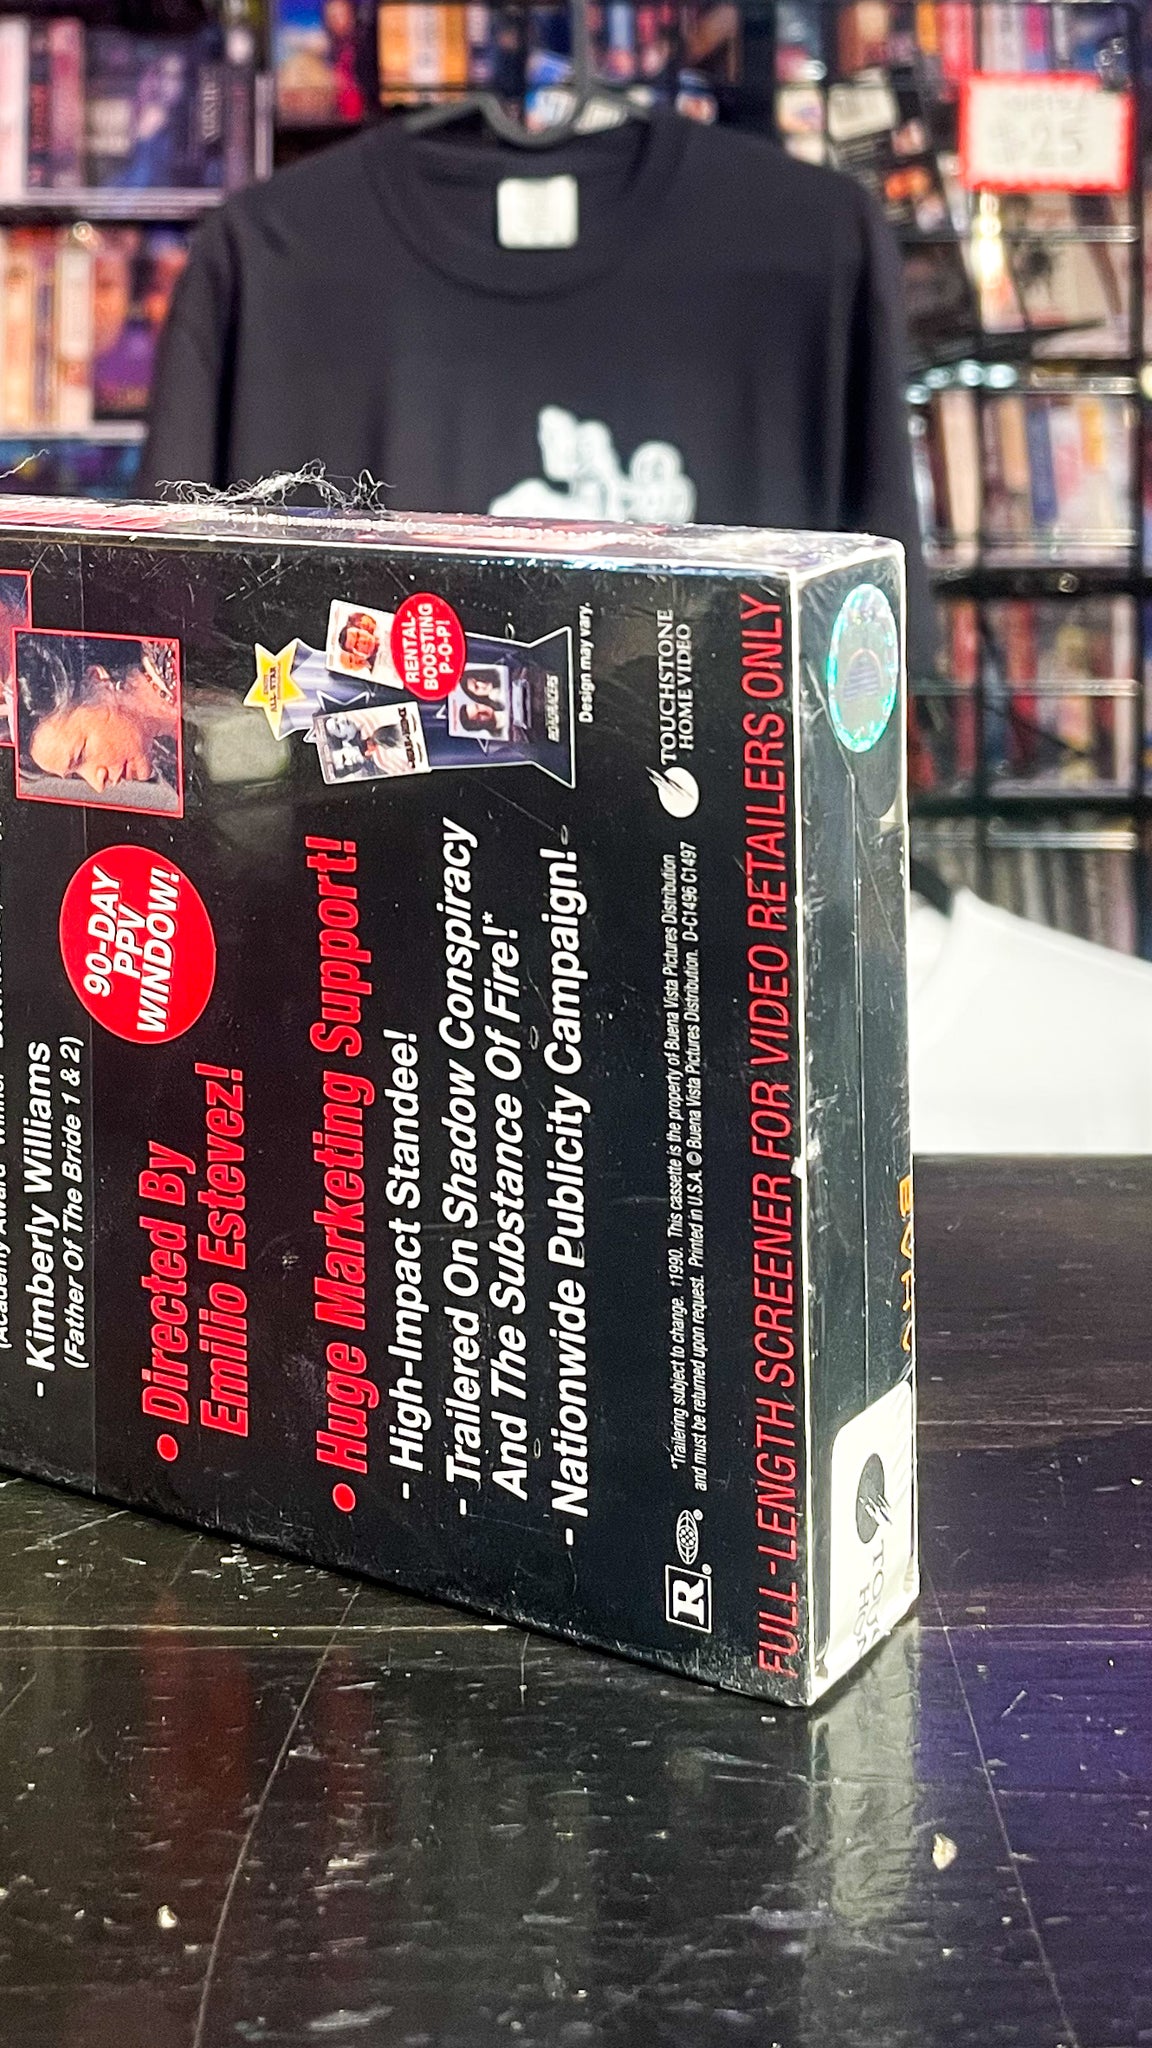 - Kimberly Williams
(Father Of The Bride 1 & 2)
90-DAY
PPV
WINDOW!
• Directed By
Emilio Estevez!
• Huge Marketing Support!
- High-Impact Standee!
- Trailered On Shadow Conspiracy
And The Substance Of Fire!*
- Nationwide Publicity Campaign!
ALL-STAR
RENTAL-
BOOSTING
P-O-P!
ROADRACERS
Design may vary.
R
*Trailering subject to change. †1990. This cassette is the property of Buena Vista Pictures Distribution
and must be returned upon request. Printed in U.S.A. © Buena Vista Pictures Distribution. D-C1496 C1497
TOUCHSTONE
HOME VIDEO
FULL-LENGTH SCREENER FOR VIDEO RETAILERS ONLY
$25